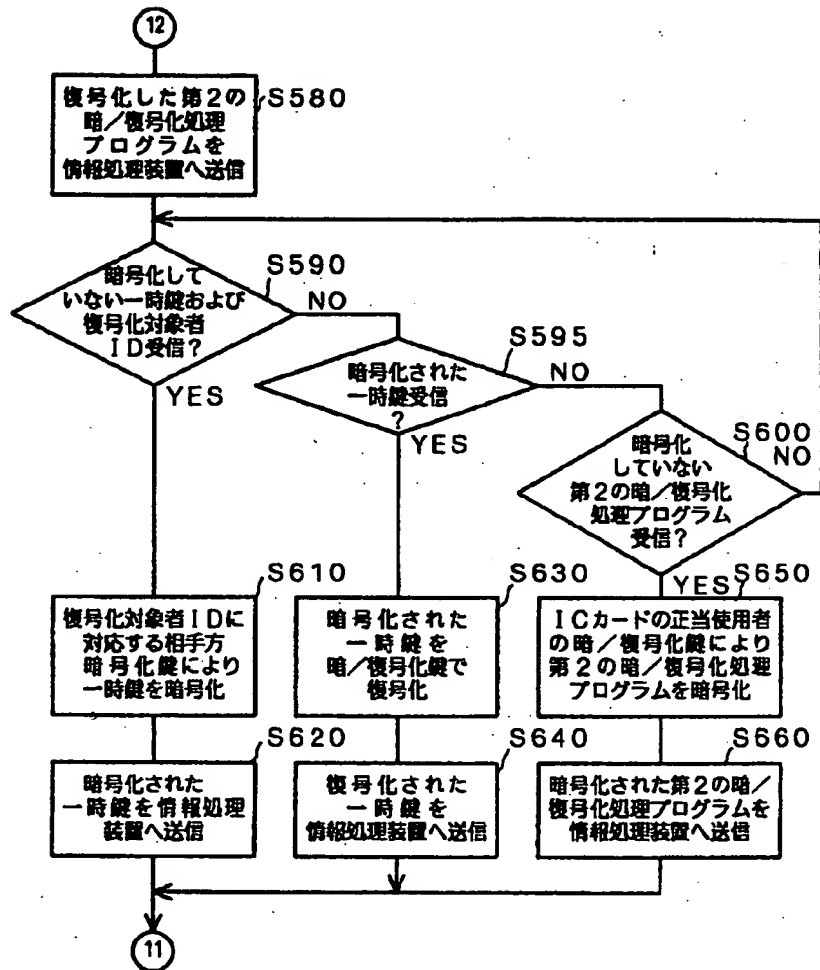 12
復号化した第2の
暗/復号化処理
プログラムを
情報処理装置へ送信
S580
暗号化して
いない一時鍵および
復号化対象者
ID受信?
S590
NO
YES
暗号化された
一時鍵受信
?
S595
NO
YES
暗号化
していない
第2の暗/復号化
処理プログラム
受信?
S600
NO
YES
復号化対象者IDに
対応する相手方
暗号化鍵により
一時鍵を暗号化
S610
暗号化された
一時鍵を
暗/復号化鍵で
復号化
S630
ICカードの正当使用者
の暗/復号化鍵により
第2の暗/復号化処理
プログラムを暗号化
S650
暗号化された
一時鍵を情報処理
装置へ送信
S620
復号化された
一時鍵を
情報処理装置へ送信
S640
暗号化された第2の暗/
復号化処理プログラムを
情報処理装置へ送信
S660
11